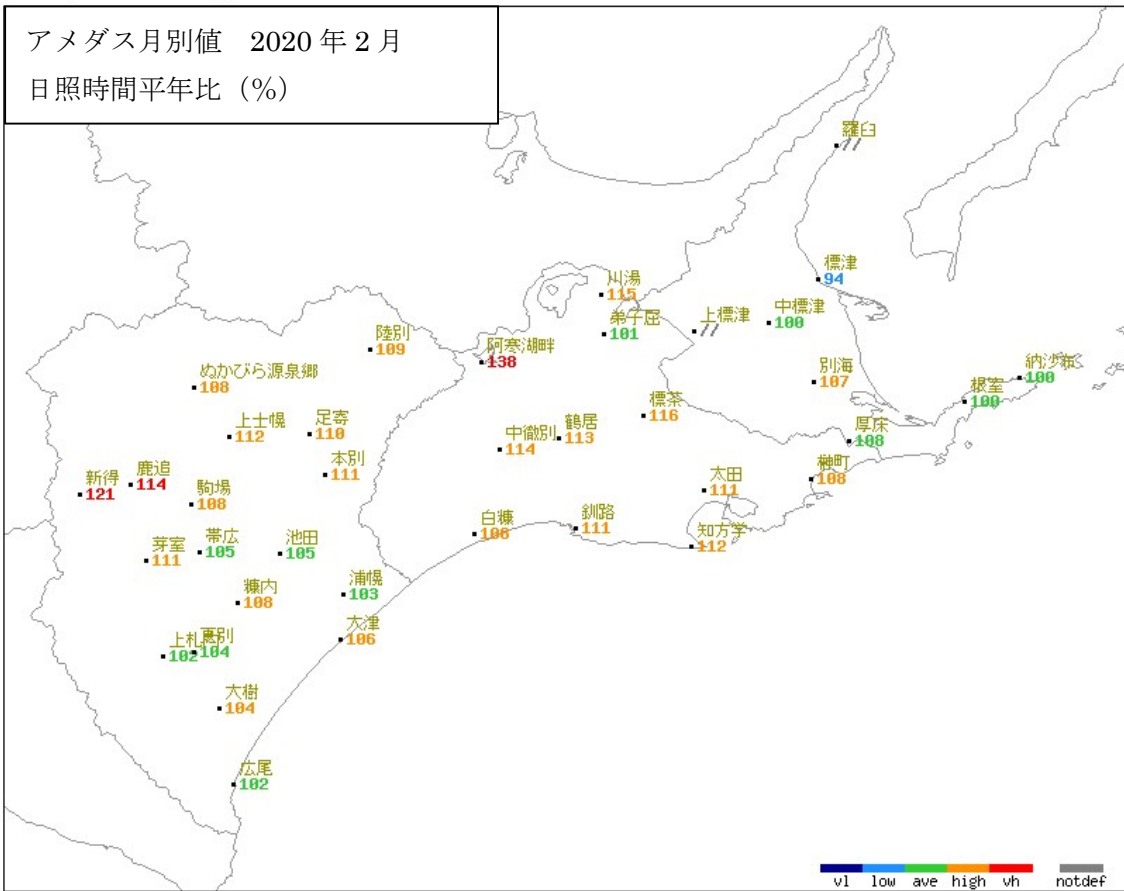 アメダス月別値 2020年2月
日照時間平年比(%)
羅臼
//
標津
94
川湯
115
中標津
100
上標津
//
弟子屈
101
陸別
109
阿寒湖畔
138
納沙布
100
ぬかびら源泉郷
108
別海
107
根室
100
標茶
116
上士幌
112
足寄
110
鶴居
113
厚床
108
中徹別
114
本別
111
新得
121
鹿追
114
榊町
108
太田
111
駒場
108
白糠
釧路
111
知方学
112
帯広
105
池田
105
芽室
111
浦幌
103
糠内
108
大津
106
上札
102
更別
104
大樹
104
広尾
102
vl low ave high vh notdef